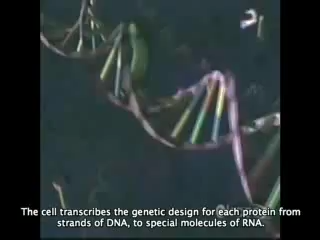 The cell transcribes the genetic design for each protein from
strands of DNA, to special molecules of RNA.